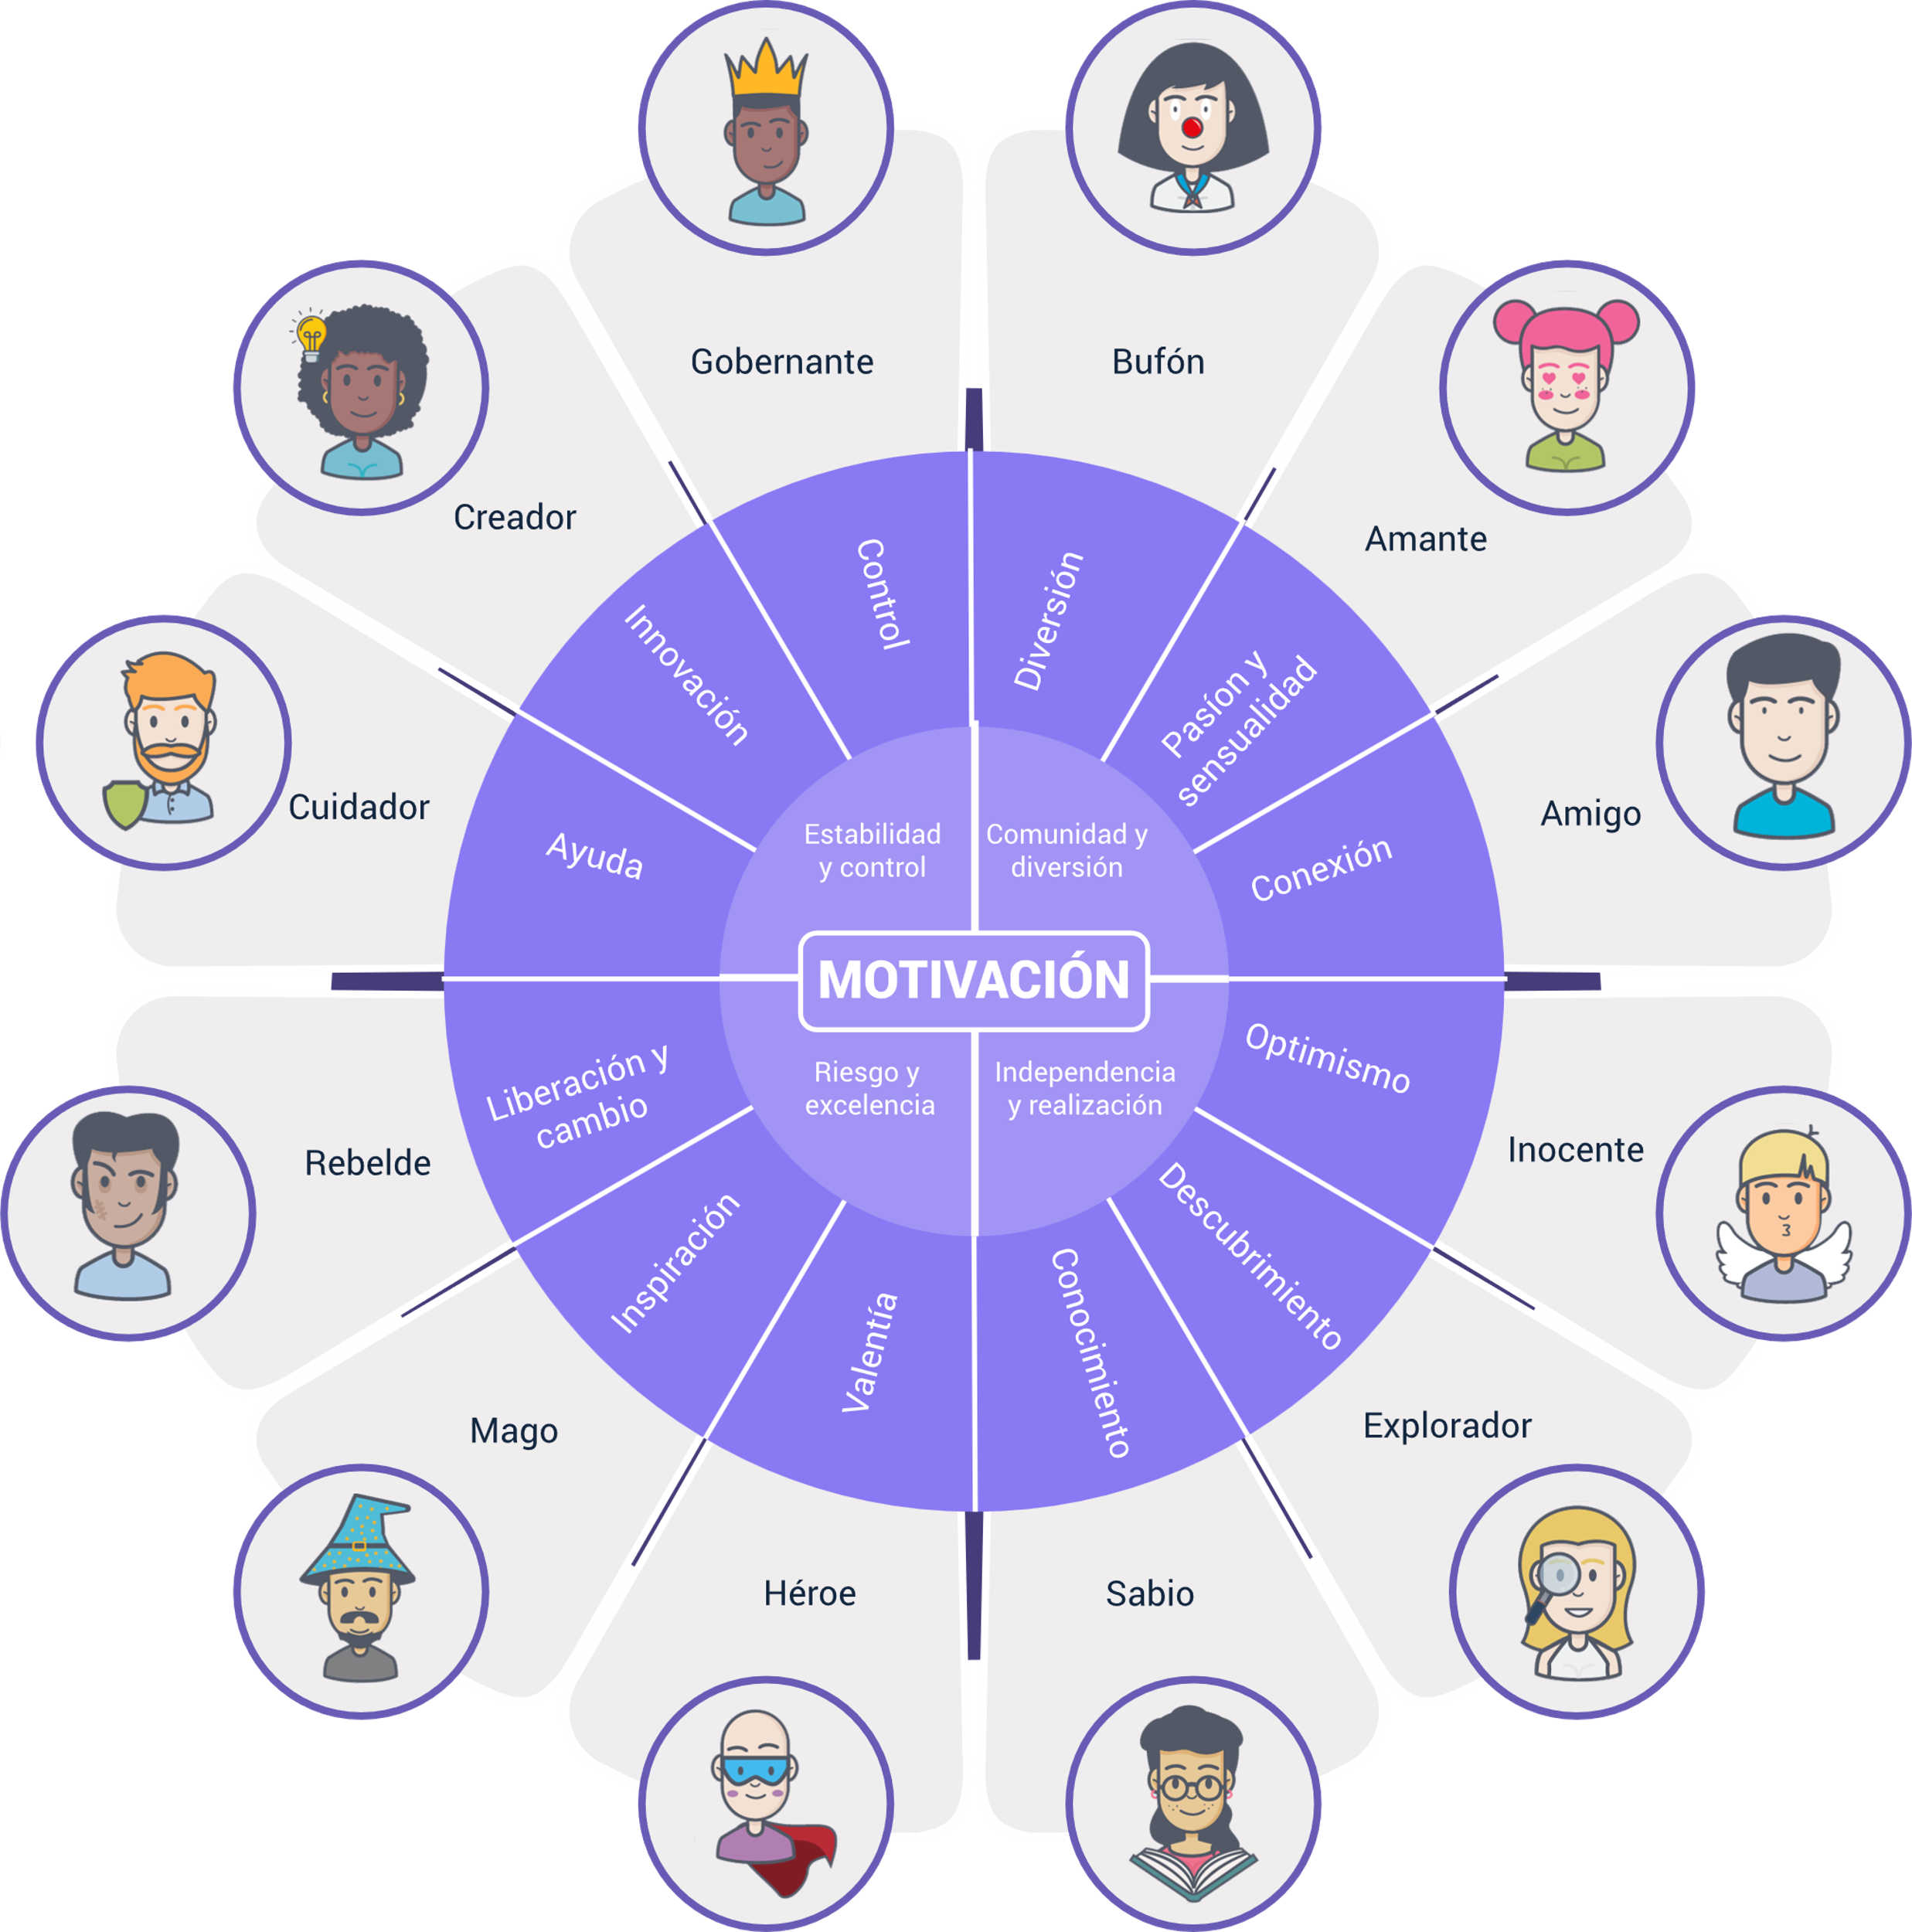 Gobernante
Bufón
Creador
Amante
Cuidador
Amigo
Rebelde
Inocente
Mago
Explorador
Héroe
Sabio
Control
Diversión
Innovación
Pasión y
sensualidad
Ayuda
Conexión
Liberación y
cambio
Optimismo
Inspiración
Descubrimiento
Valentía
Conocimiento
Estabilidad
y control
Comunidad y
diversión
MOTIVACIÓN
Riesgo y
excelencia
Independencia
y realización